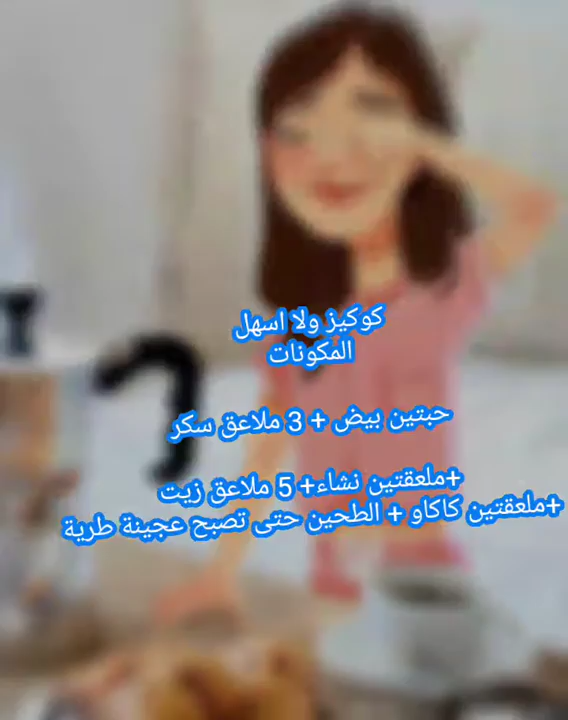 كوكيز ولا اسهل
المكونات
حبتين بيض + 3 ملاعق سكر
+ملعقتين نشاء+ 5 ملاعق زيت
+ملعقتين كاكاو + الطحين حتى تصبح عجينة طرية